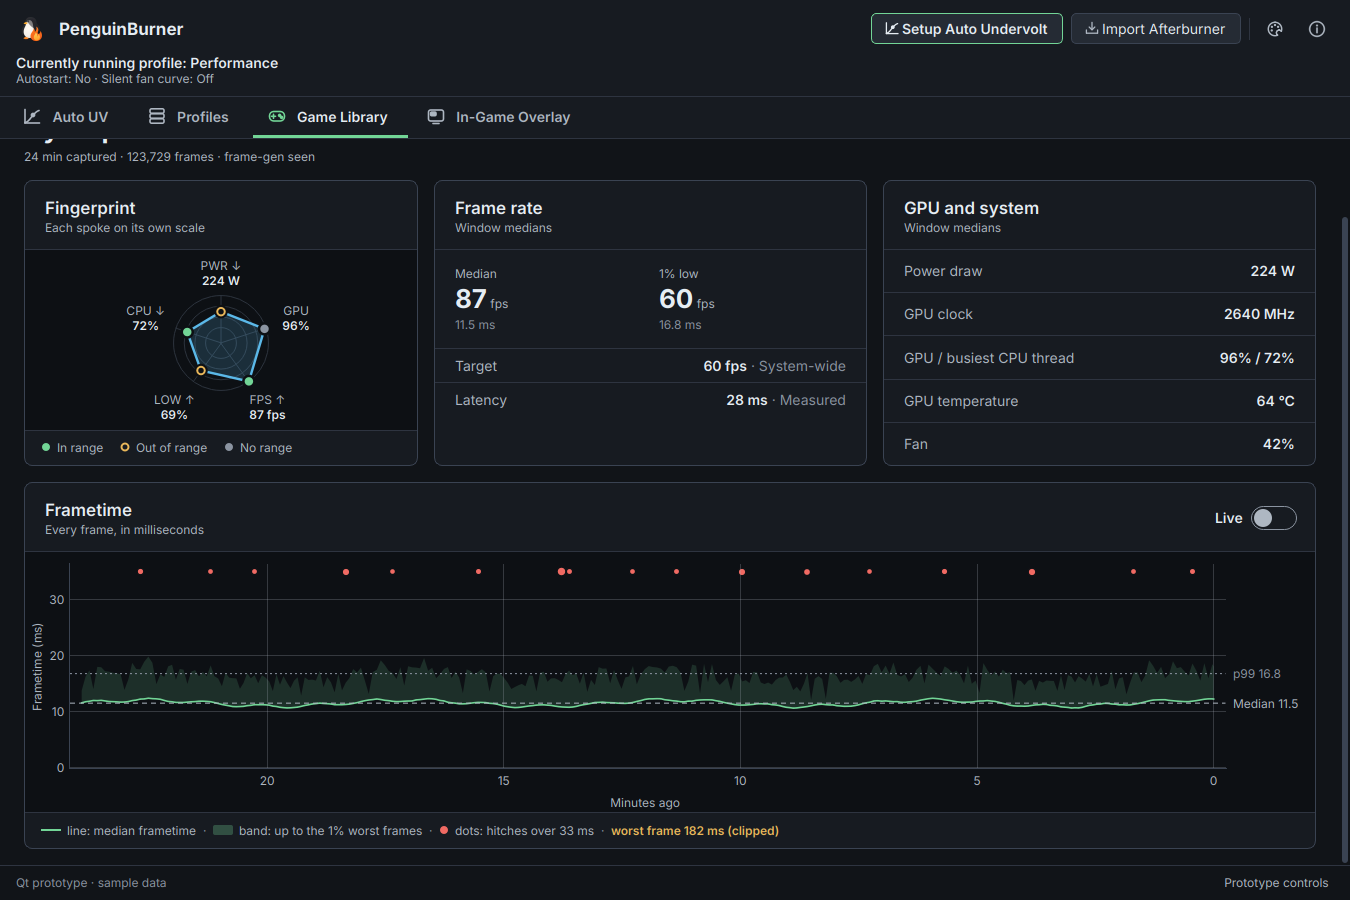 PenguinBurner
Setup Auto Undervolt
Import Afterburner
Currently running profile: Performance
Autostart: No · Silent fan curve: Off
Auto UV
Profiles
Game Library
In-Game Overlay
24 min captured · 123,729 frames · frame-gen seen
Fingerprint
Each spoke on its own scale
PWR ↓
224 W
CPU ↓
72%
GPU
96%
LOW ↑
69%
FPS ↑
87 fps
In range
Out of range
No range
Frame rate
Window medians
Median
87 fps
11.5 ms
1% low
60 fps
16.8 ms
Target
60 fps · System-wide
Latency
28 ms · Measured
GPU and system
Window medians
Power draw
224 W
GPU clock
2640 MHz
GPU / busiest CPU thread
96% / 72%
GPU temperature
64 °C
Fan
42%
Frametime
Every frame, in milliseconds
Live
Frametime (ms)
30
20
10
0
p99 16.8
Median 11.5
20
15
10
5
0
Minutes ago
line: median frametime · band: up to the 1% worst frames · dots: hitches over 33 ms · worst frame 182 ms (clipped)
Qt prototype · sample data
Prototype controls